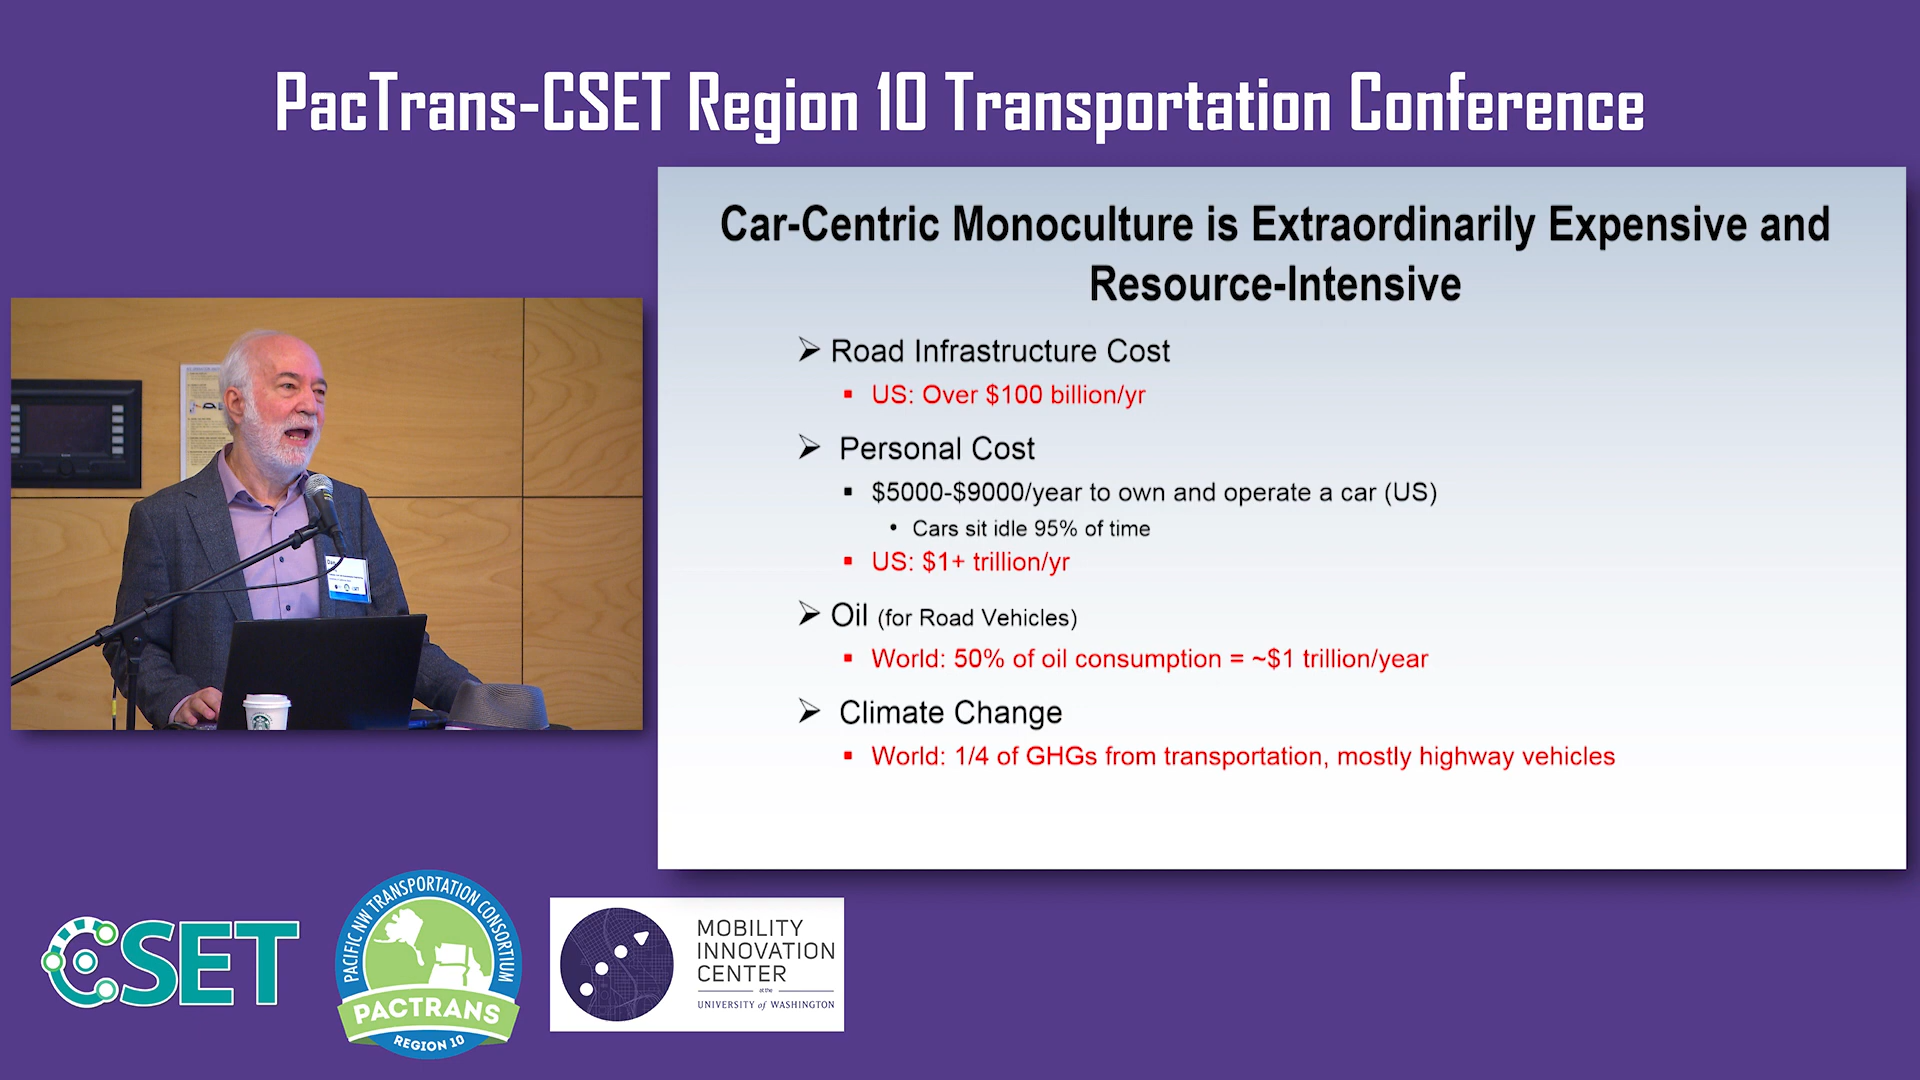 PacTrans-CSET Region 10 Transportation Conference
Car-Centric Monoculture is Extraordinarily Expensive and
Resource-Intensive
Road Infrastructure Cost
US: Over $100 billion/yr
Personal Cost
$5000-$9000/year to own and operate a car (US)
Cars sit idle 95% of time
US: $1+ trillion/yr
Oil (for Road Vehicles)
World: 50% of oil consumption = ~$1 trillion/year
Climate Change
World: 1/4 of GHGs from transportation, mostly highway vehicles
CSET
PACIFIC NW TRANSPORTATION CONSORTIUM
PACTRANS
REGION 10
MOBILITY
INNOVATION
CENTER
at the
UNIVERSITY of WASHINGTON